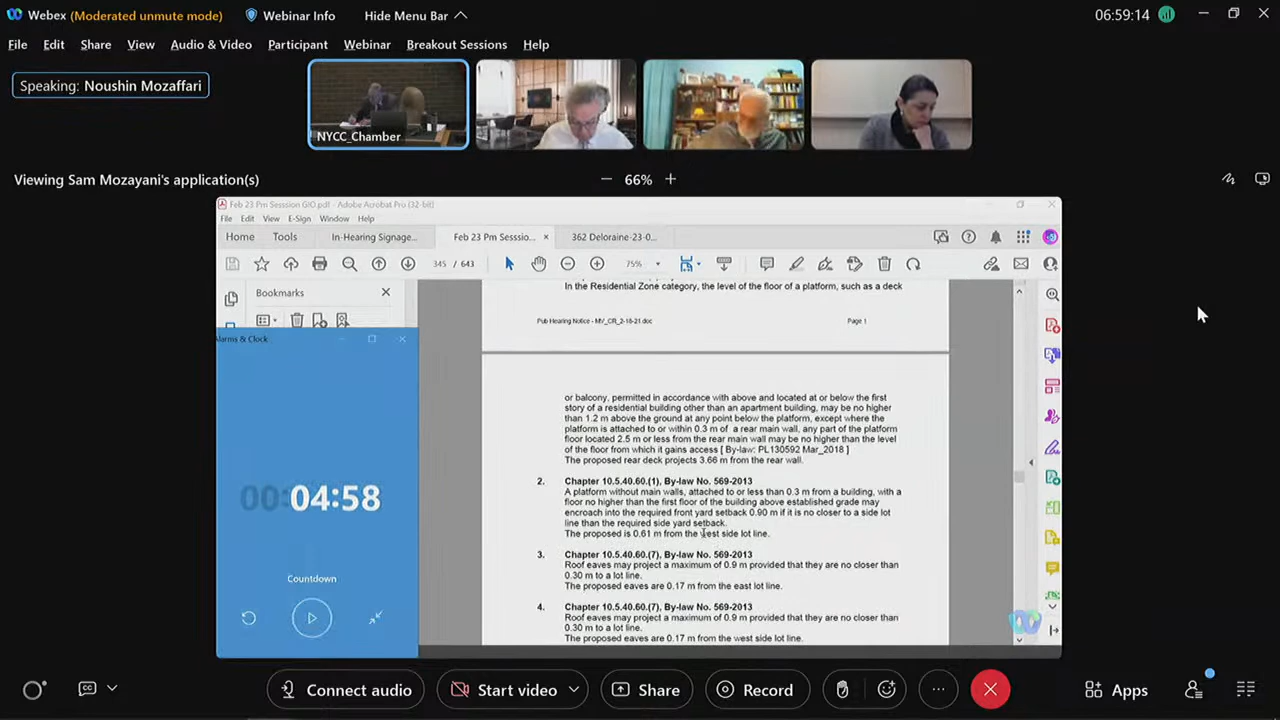 Webex (Moderated unmute mode) Webinar Info Hide Menu Bar 06:59:14
File Edit Share View Audio & Video Participant Webinar Breakout Sessions Help
Speaking: Noushin Mozaffari
NYCC_Chamber
Viewing Sam Mozayani's application(s) 66%
Feb 23 Pm Sesssion GIO.pdf - Adobe Acrobat Pro (32-bit)
File Edit View E-Sign Window Help
Home Tools In-Hearing Signage... Feb 23 Pm Sesssio... 362 Deloraine-23-0...
345 / 643 75%
Bookmarks
In the Residential Zone category, the level of the floor of a platform, such as a deck
Pub Hearing Notice - MV_CR_2-18-21.doc Page 1
larms & Clock
00:04:58
Countdown
or balcony, permitted in accordance with above and located at or below the first
story of a residential building other than an apartment building, may be no higher
than 1.2 m above the ground at any point below the platform, except where the
platform is attached to or within 0.3 m of a rear main wall, any part of the platform
floor located 2.5 m or less from the rear main wall may be no higher than the level
of the floor from which it gains access [ By-law: PL130592 Mar_2018 ]
The proposed rear deck projects 3.66 m from the rear wall.
2. Chapter 10.5.40.60.(1), By-law No. 569-2013
A platform without main walls, attached to or less than 0.3 m from a building, with a
floor no higher than the first floor of the building above established grade may
encroach into the required front yard setback 0.90 m if it is no closer to a side lot
line than the required side yard setback.
The proposed is 0.61 m from the west side lot line.
3. Chapter 10.5.40.60.(7), By-law No. 569-2013
Roof eaves may project a maximum of 0.9 m provided that they are no closer than
0.30 m to a lot line.
The proposed eaves are 0.17 m from the east lot line.
4. Chapter 10.5.40.60.(7), By-law No. 569-2013
Roof eaves may project a maximum of 0.9 m provided that they are no closer than
0.30 m to a lot line.
The proposed eaves are 0.17 m from the west side lot line.
CC Connect audio Start video Share Record Apps